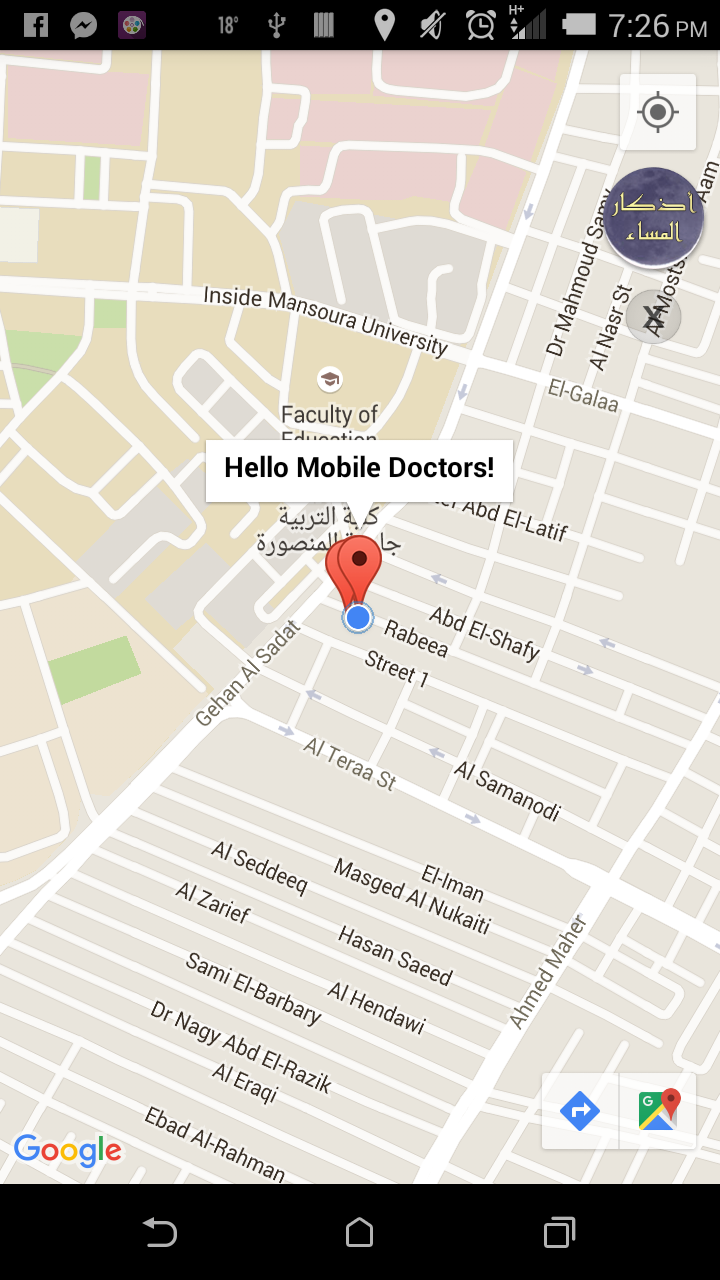 18°
H+
7:26 PM
أذكار
المساء
Dr Mahmoud Samy
Al Nasr St
Inside Mansoura University
El-Galaa
Faculty of
Education
Hello Mobile Doctors!
Abd El-Latif
كلية التربية
جامعة المنصورة
Abd El-Shafy
Rabeea
Street 1
Gehan Al Sadat
Al Teraa St
Al Samanodi
Al Seddeeq
El-Iman
Masged Al Nukaiti
Al Zarief
Hasan Saeed
Sami El-Barbary
Al Hendawi
Ahmed Maher
Dr Nagy Abd El-Razik
Al Eraqi
Ebad Al-Rahman
G
Google